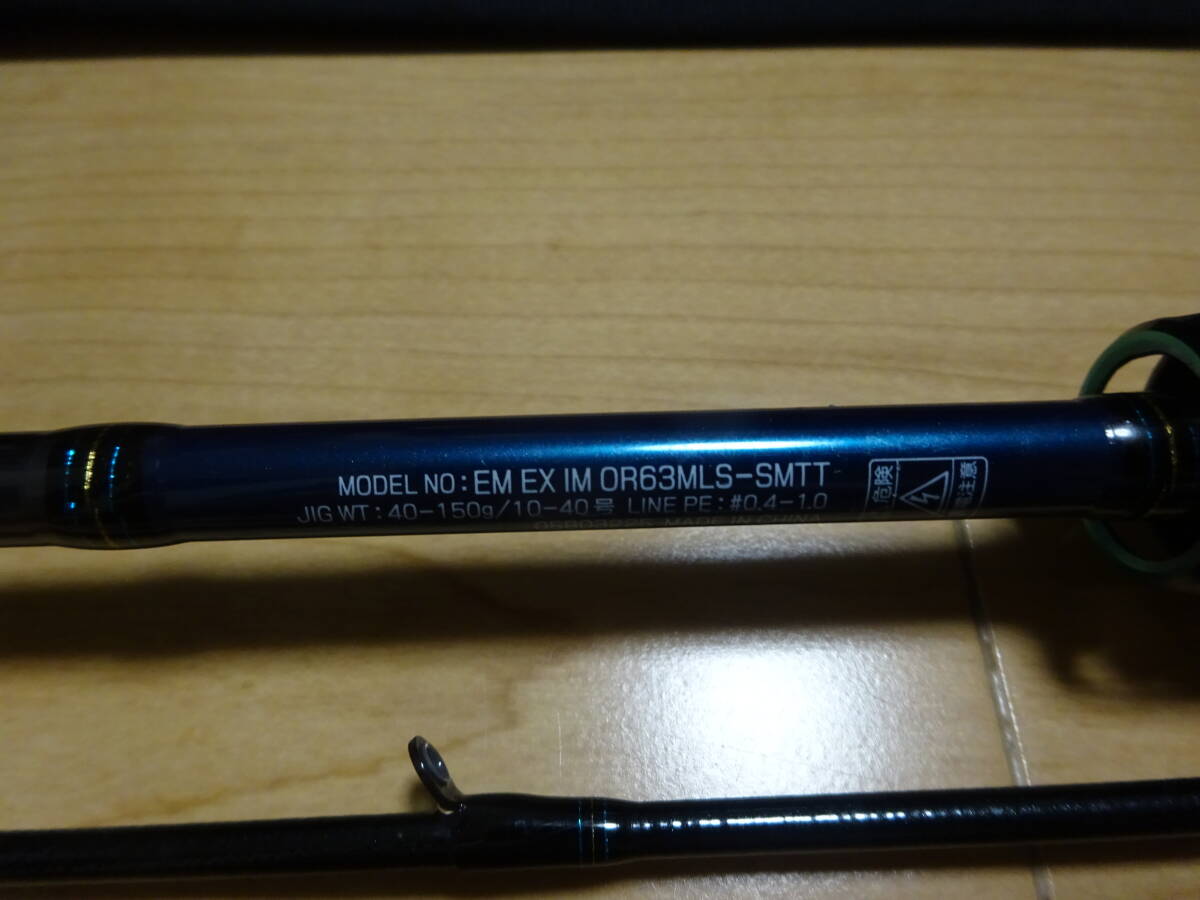 MODEL NO : EM EX IM OR63MLS-SMTT
JIG WT : 40-150g/10-40号 LINE PE : #0.4-1.0
MADE IN
危険
注意